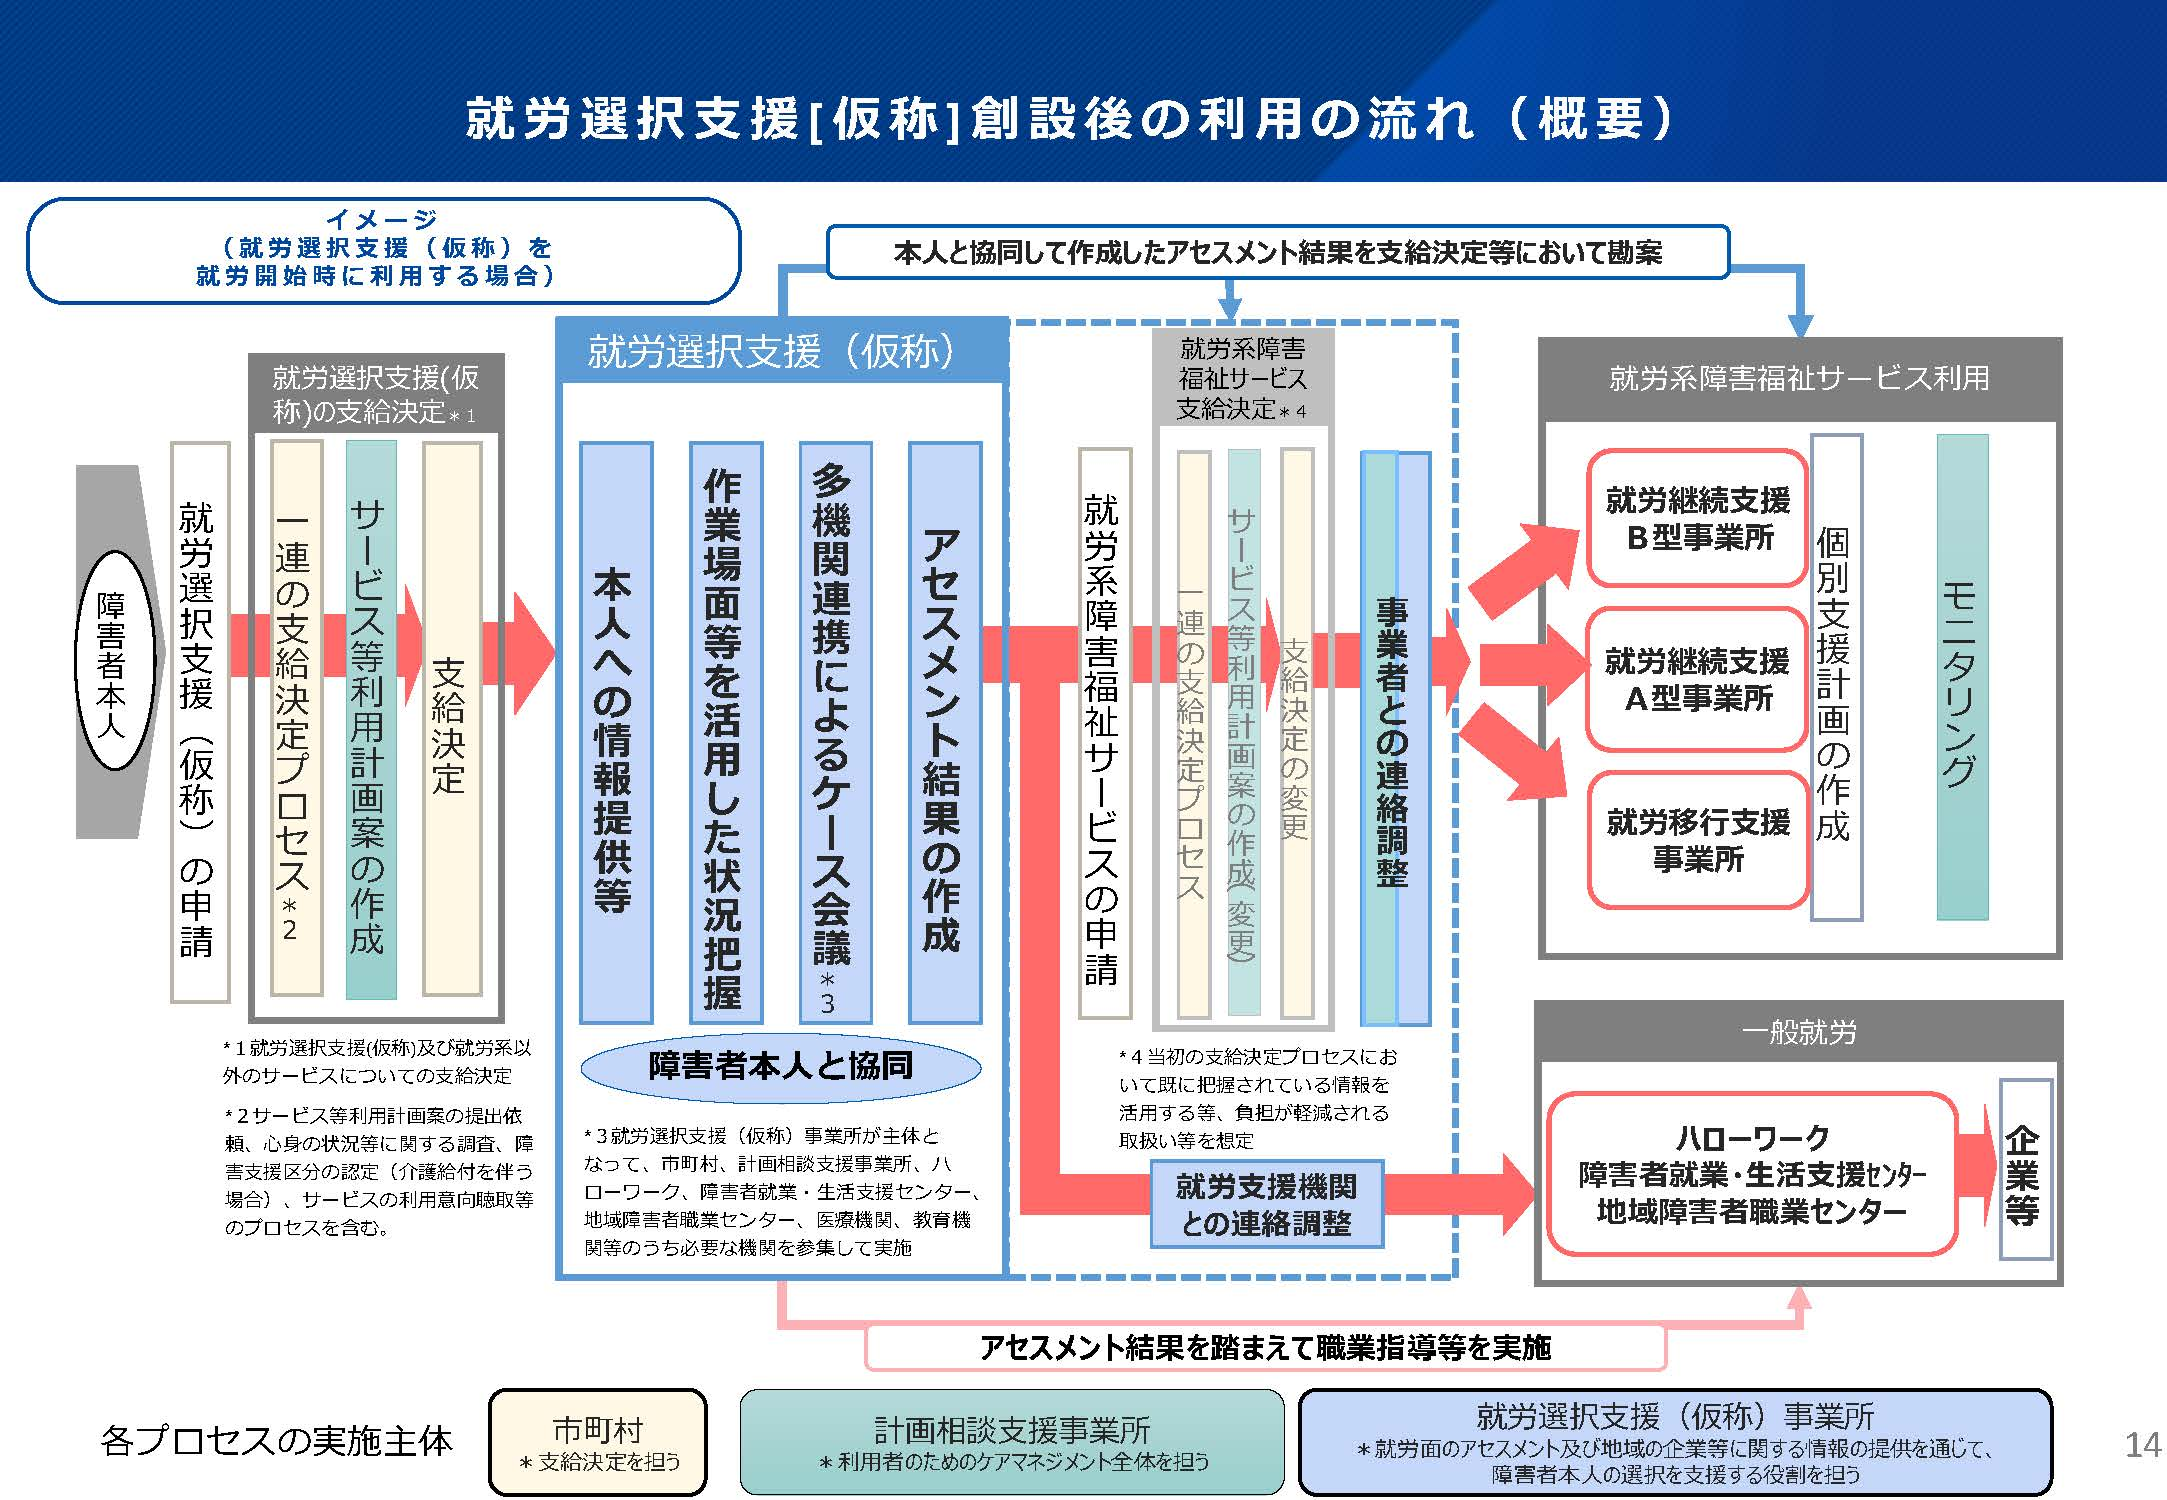 就労選択支援[仮称]創設後の利用の流れ（概要）
イメージ
（就労選択支援（仮称）を
就労開始時に利用する場合）
本人と協同して作成したアセスメント結果を支給決定等において勘案
障害者本人
就労選択支援（仮称）の申請
就労選択支援(仮
称)の支給決定＊1
一連の支給決定プロセス＊2
サービス等利用計画案の作成
支給決定
就労選択支援（仮称）
本人への情報提供等
作業場面等を活用した状況把握
多機関連携によるケース会議＊3
アセスメント結果の作成
障害者本人と協同
就労系障害福祉サービスの申請
就労系障害
福祉サービス
支給決定＊4
一連の支給決定プロセス
サービス等利用計画案の作成(変更)
支給決定の変更
事業者との連絡調整
就労系障害福祉サービス利用
就労継続支援
Ｂ型事業所
就労継続支援
Ａ型事業所
就労移行支援
事業所
個別支援計画の作成
モニタリング
*１就労選択支援(仮称)及び就労系以
外のサービスについての支給決定
*２サービス等利用計画案の提出依
頼、心身の状況等に関する調査、障
害支援区分の認定（介護給付を伴う
場合）、サービスの利用意向聴取等
のプロセスを含む。
*３就労選択支援（仮称）事業所が主体と
なって、市町村、計画相談支援事業所、ハ
ローワーク、障害者就業・生活支援センター、
地域障害者職業センター、医療機関、教育機
関等のうち必要な機関を参集して実施
*４当初の支給決定プロセスにお
いて既に把握されている情報を
活用する等、負担が軽減される
取扱い等を想定
就労支援機関
との連絡調整
一般就労
ハローワーク
障害者就業・生活支援ｾﾝﾀｰ
地域障害者職業センター
企業等
アセスメント結果を踏まえて職業指導等を実施
各プロセスの実施主体
市町村
＊支給決定を担う
計画相談支援事業所
＊利用者のためのケアマネジメント全体を担う
就労選択支援（仮称）事業所
＊就労面のアセスメント及び地域の企業等に関する情報の提供を通じて、
障害者本人の選択を支援する役割を担う
14